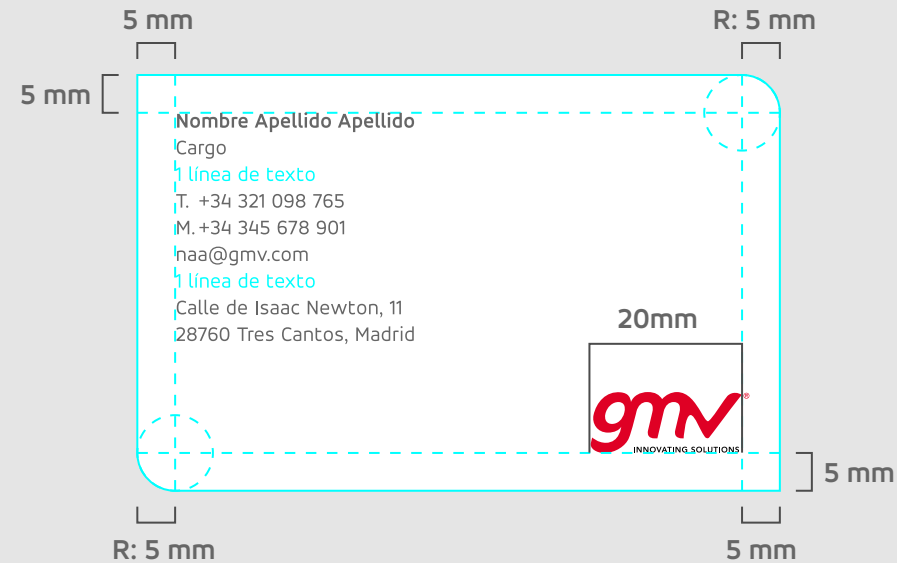 5 mm
R: 5 mm
5 mm
Nombre Apellido Apellido
Cargo
1 línea de texto
T. +34 321 098 765
M. +34 345 678 901
naa@gmv.com
1 línea de texto
Calle de Isaac Newton, 11
28760 Tres Cantos, Madrid
20mm
gmv®
INNOVATING SOLUTIONS
5 mm
R: 5 mm
5 mm